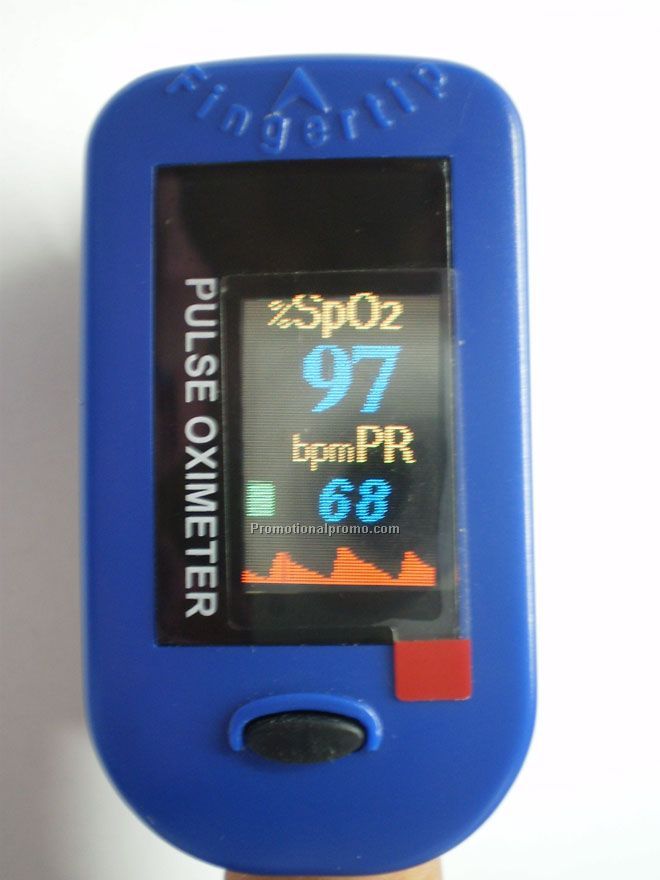 Fingertip
PULSE OXIMETER
%SpO2
97
bpmPR
68
Promotionalpromo.com